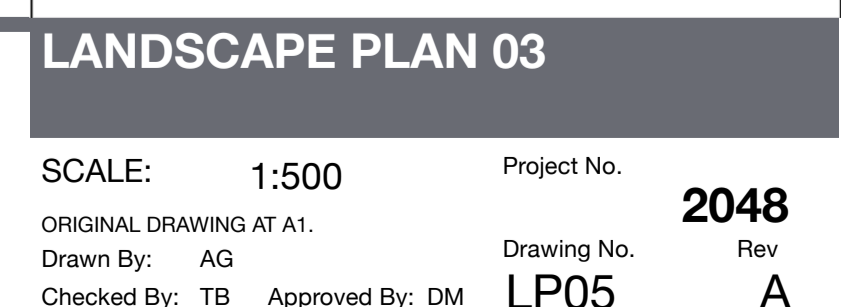 LANDSCAPE PLAN 03
SCALE: 1:500
ORIGINAL DRAWING AT A1.
Drawn By: AG
Checked By: TB Approved By: DM
Project No.
2048
Drawing No. Rev
LP05 A